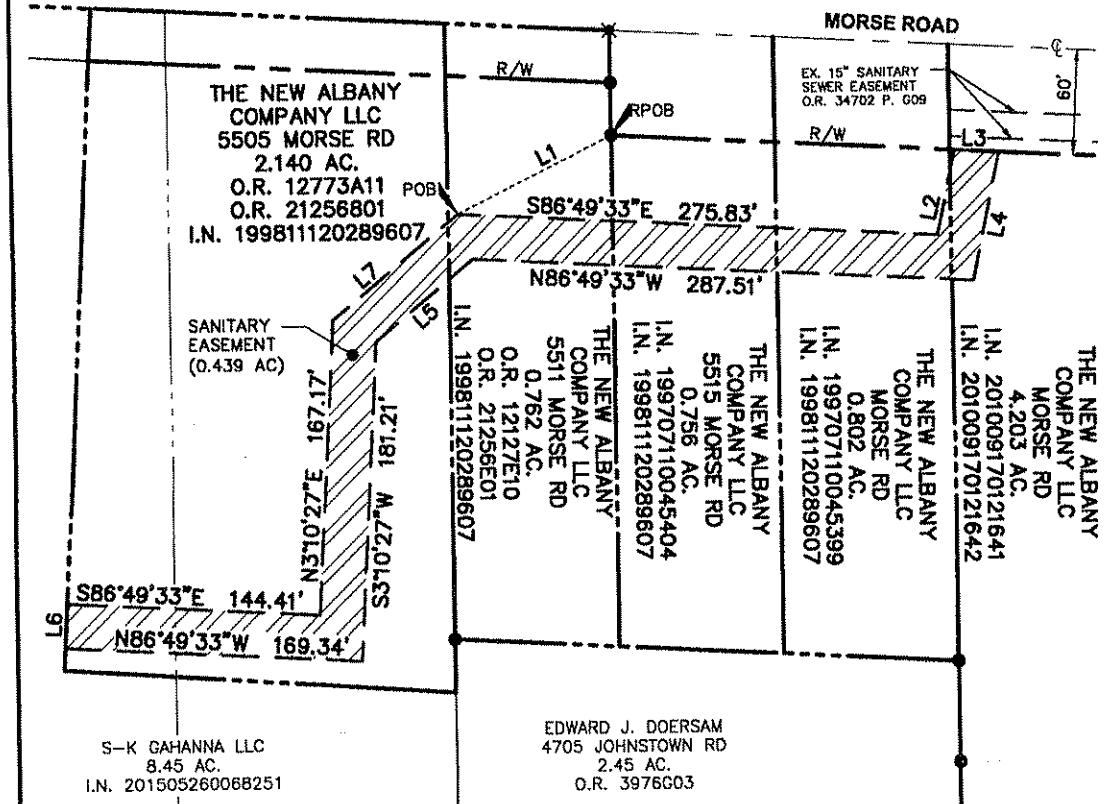 MORSE ROAD
℄
60'
EX. 15" SANITARY
SEWER EASEMENT
O.R. 34702 P. G09
R/W
THE NEW ALBANY
COMPANY LLC
5505 MORSE RD
2.140 AC.
O.R. 12773A11
O.R. 21256B01
I.N. 199811120289607
RPOB
R/W
L3
L1
POB
S86°49'33"E 275.83'
L2
L4
N86°49'33"W 287.51'
L7
L5
SANITARY
EASEMENT
(0.439 AC)
N3°10'27"E 167.17'
S3°10'27"W 181.21'
S86°49'33"E 144.41'
N86°49'33"W 169.34'
L6
THE NEW ALBANY
COMPANY LLC
5511 MORSE RD
0.762 AC.
O.R. 12127E10
O.R. 21256E01
I.N. 199811120289607
THE NEW ALBANY
COMPANY LLC
5515 MORSE RD
0.756 AC.
I.N. 199707110045404
I.N. 199811120289607
THE NEW ALBANY
COMPANY LLC
MORSE RD
0.802 AC.
I.N. 199707110045399
I.N. 199811120289607
THE NEW ALBANY
COMPANY LLC
MORSE RD
4.203 AC.
I.N. 201009170121641
I.N. 201009170121642
S-K GAHANNA LLC
8.45 AC.
I.N. 201505260068251
EDWARD J. DOERSAM
4705 JOHNSTOWN RD
2.45 AC.
O.R. 3976G03